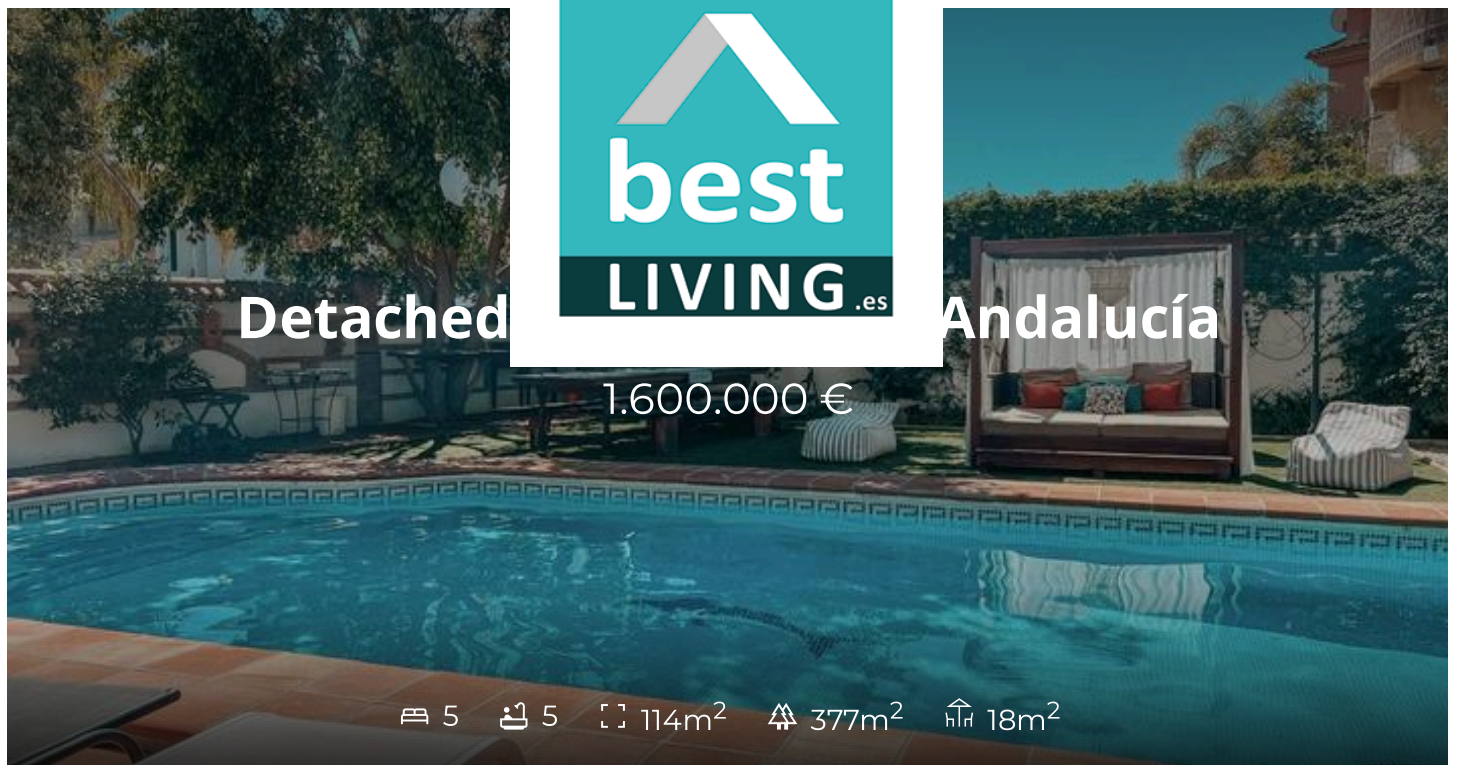 best
LIVING.es
Detached Andalucía
1.600.000 €
5 5 114m² 377m² 18m²